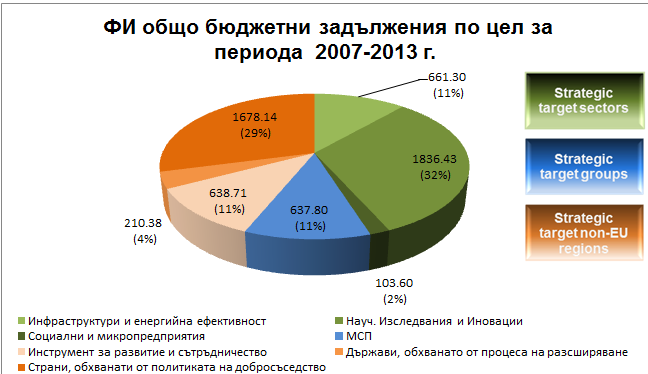 ФИ общо бюджетни задължения по цел за
периода 2007-2013 г.
661.30
(11%)
1836.43
(32%)
103.60
(2%)
637.80
(11%)
638.71
(11%)
210.38
(4%)
1678.14
(29%)
Strategic
target sectors
Strategic
target groups
Strategic
target non-EU
regions
Инфраструктури и енергийна ефективност
Науч. Изследвания и Иновации
Социални и микропредприятия
МСП
Инструмент за развитие и сътърдничество
Държави, обхванато от процеса на разсширяване
Страни, обхванати от политиката на добросъседство